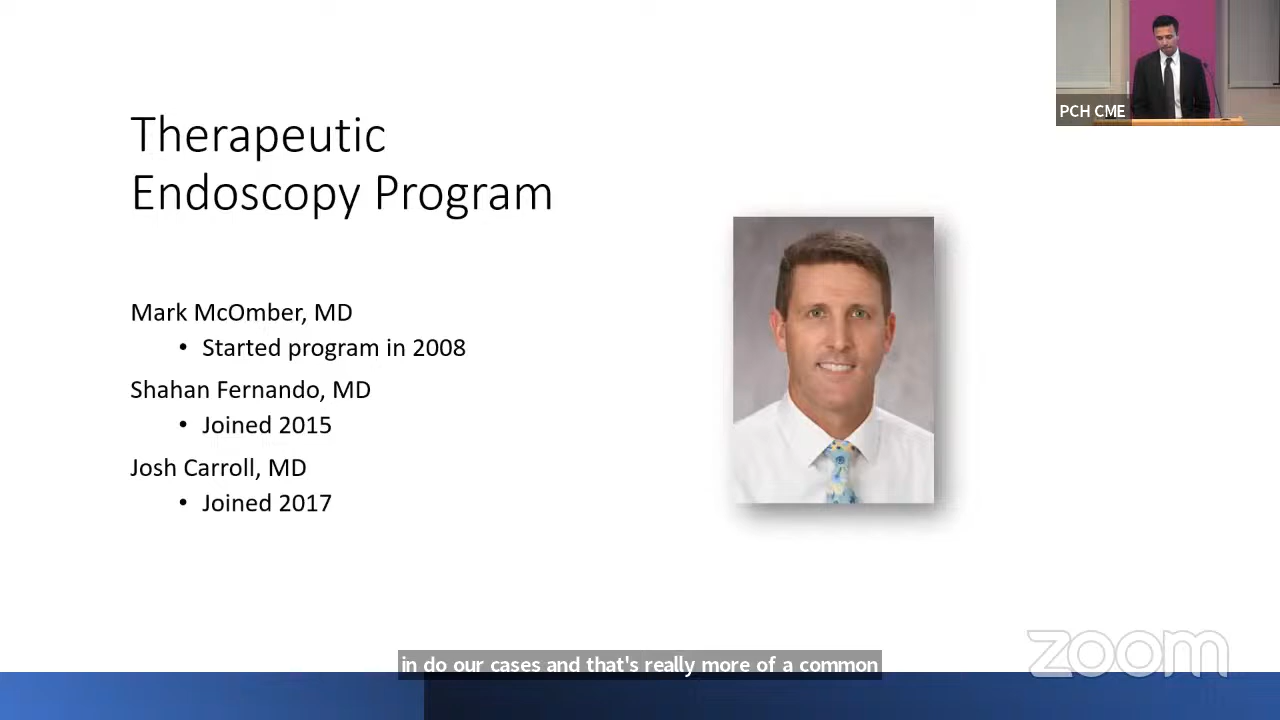 PCH CME
Therapeutic
Endoscopy Program
Mark McOmber, MD
• Started program in 2008
Shahan Fernando, MD
• Joined 2015
Josh Carroll, MD
• Joined 2017
zoom
in do our cases and that's really more of a common